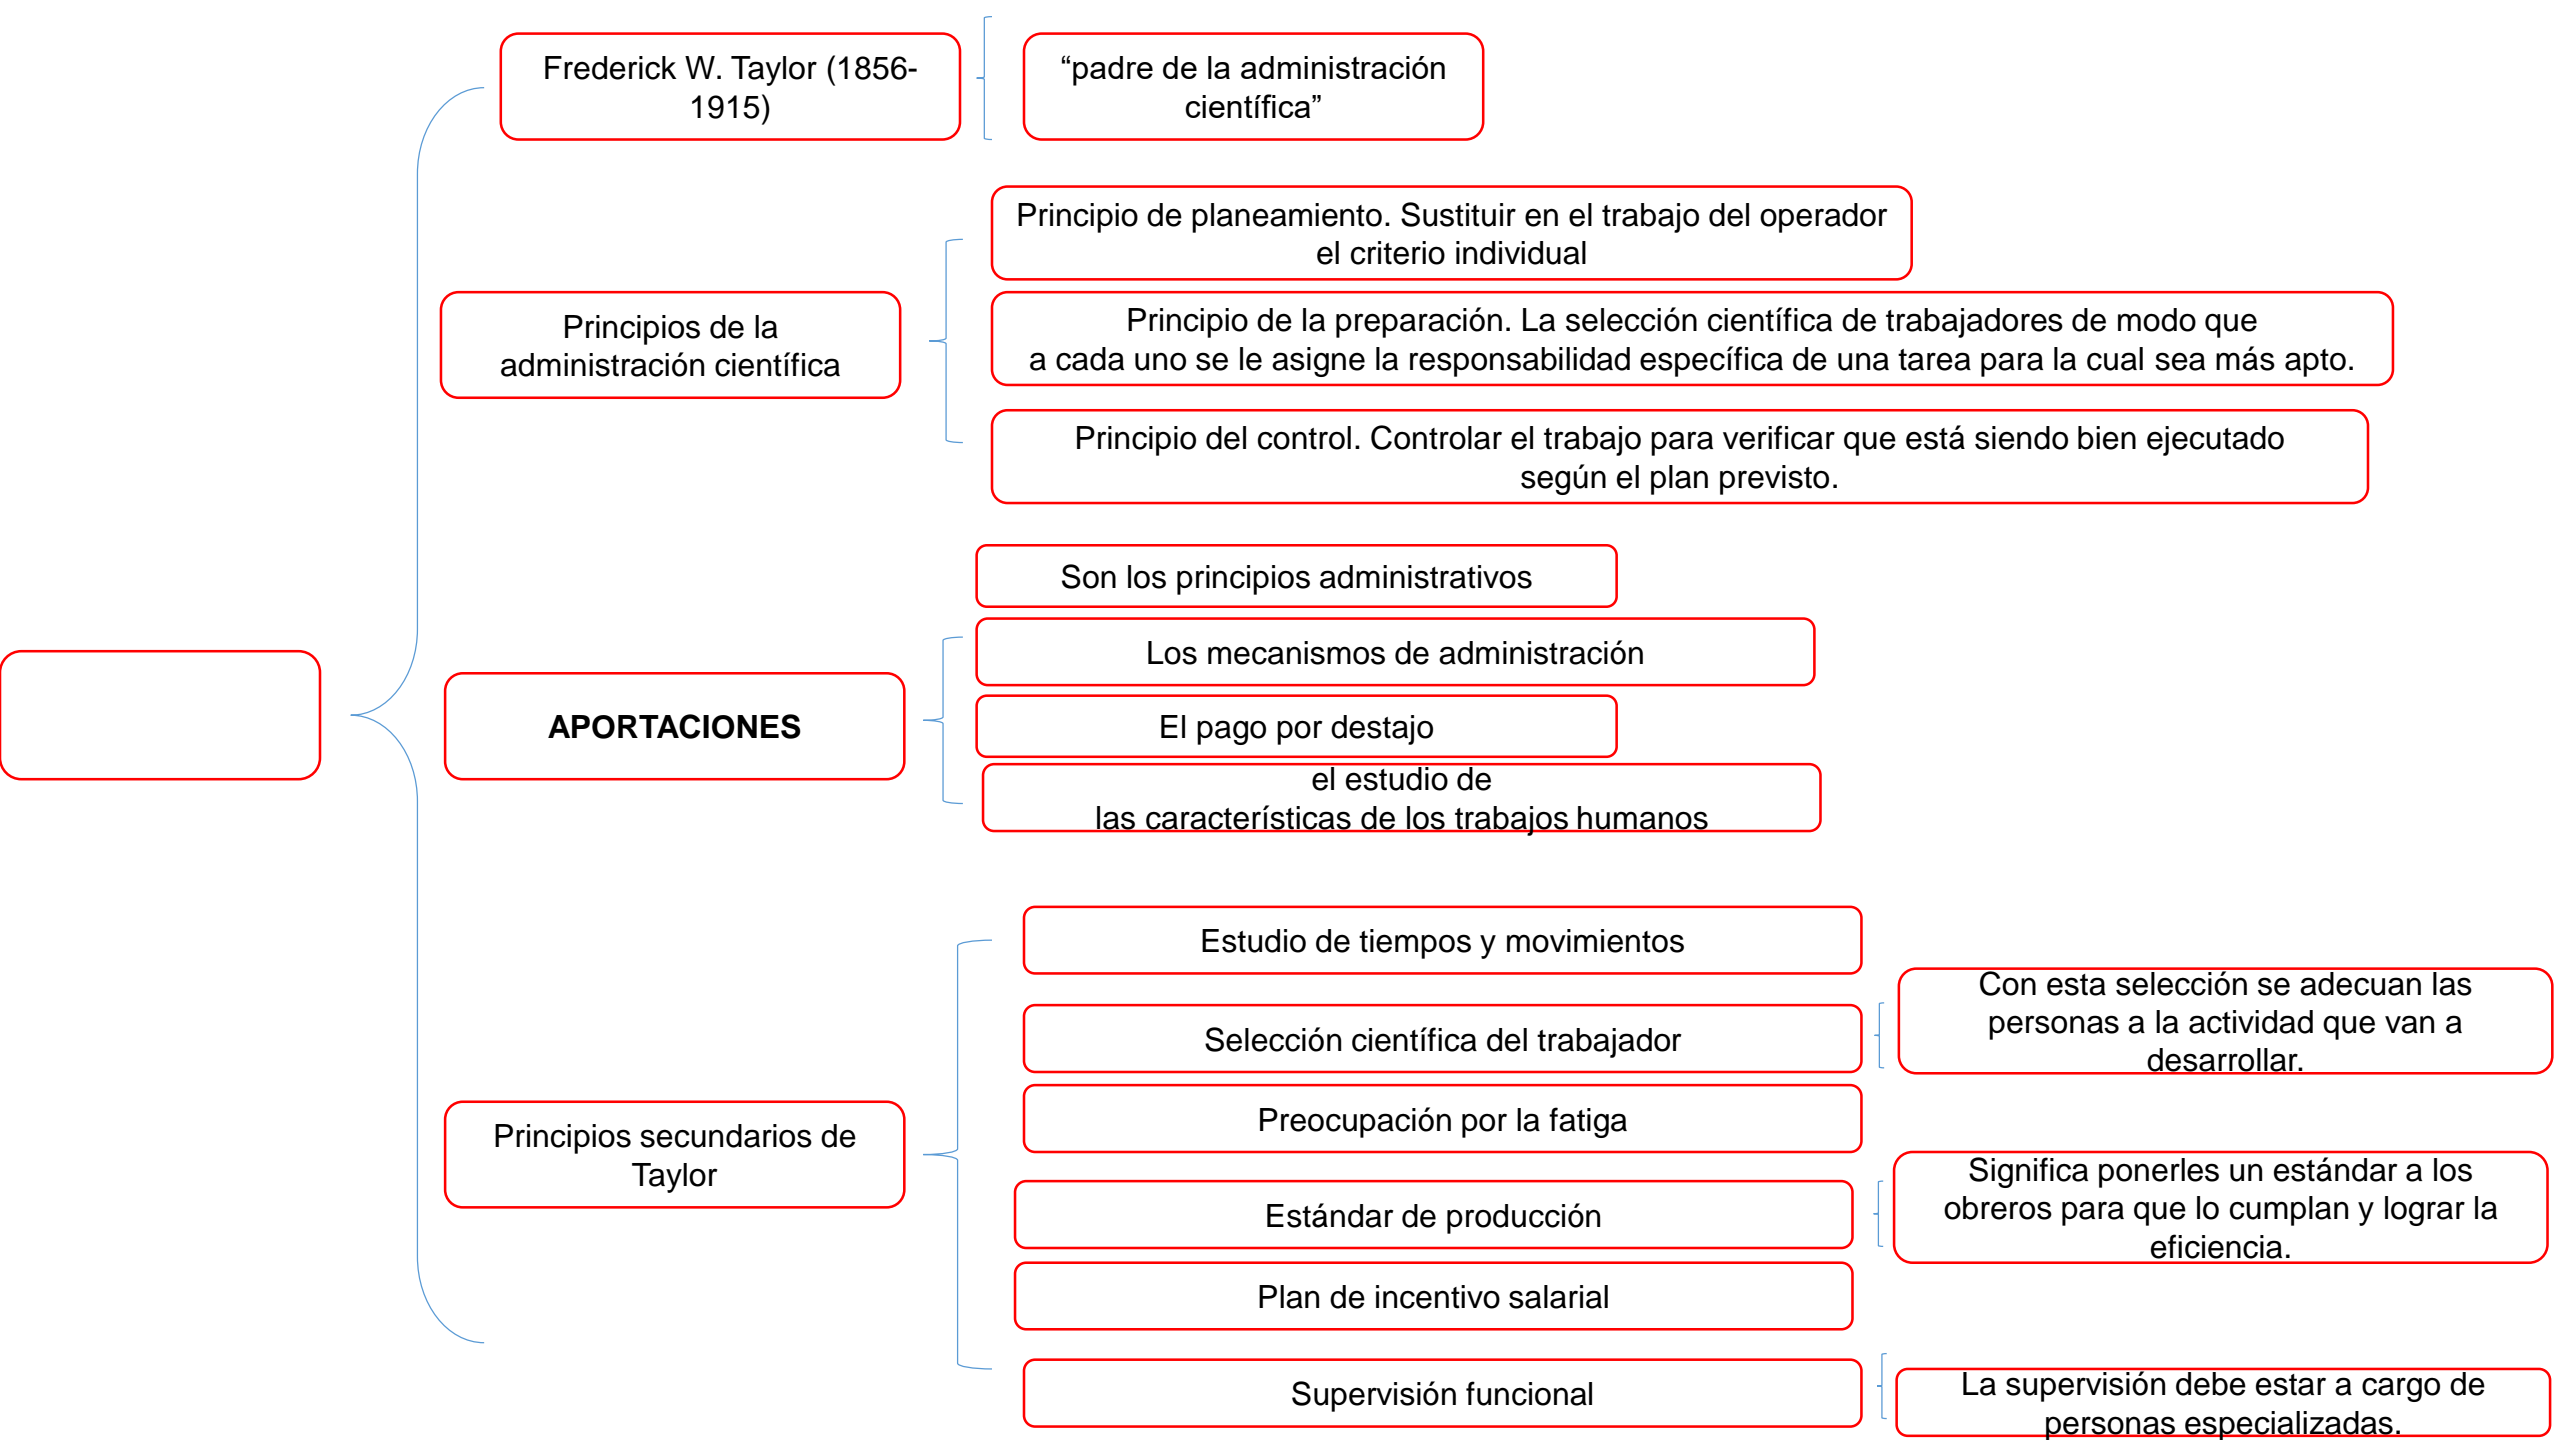 Frederick W. Taylor (1856-
1915)
“padre de la administración
científica”
Principios de la
administración científica
Principio de planeamiento. Sustituir en el trabajo del operador
el criterio individual
Principio de la preparación. La selección científica de trabajadores de modo que
a cada uno se le asigne la responsabilidad específica de una tarea para la cual sea más apto.
Principio del control. Controlar el trabajo para verificar que está siendo bien ejecutado
según el plan previsto.
APORTACIONES
Son los principios administrativos
Los mecanismos de administración
El pago por destajo
el estudio de
las características de los trabajos humanos
Principios secundarios de
Taylor
Estudio de tiempos y movimientos
Selección científica del trabajador
Con esta selección se adecuan las
personas a la actividad que van a
desarrollar.
Preocupación por la fatiga
Estándar de producción
Significa ponerles un estándar a los
obreros para que lo cumplan y lograr la
eficiencia.
Plan de incentivo salarial
Supervisión funcional
La supervisión debe estar a cargo de
personas especializadas.